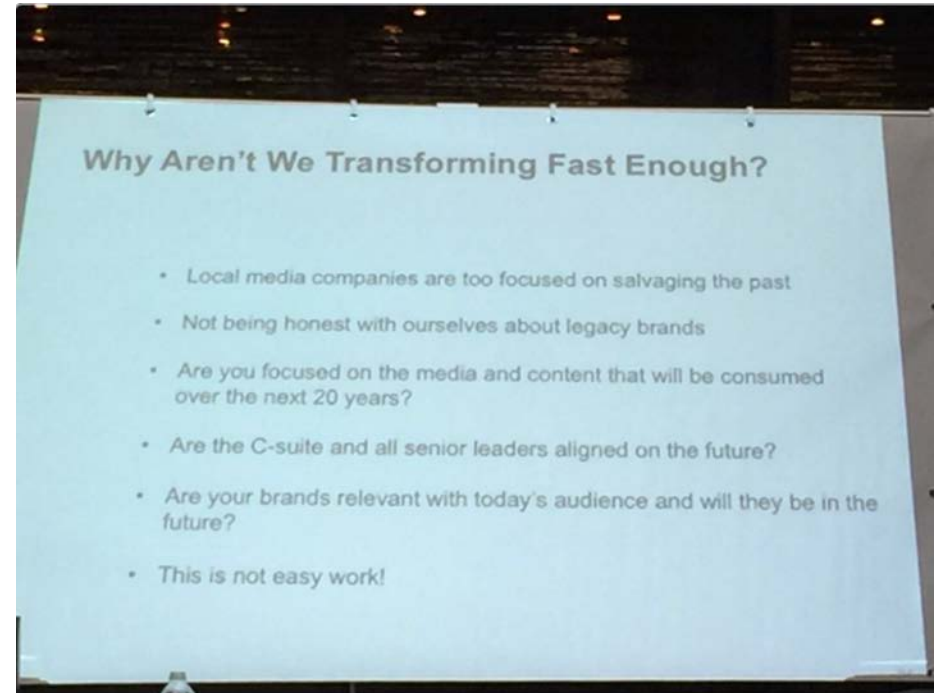 Why Aren't We Transforming Fast Enough?
• Local media companies are too focused on salvaging the past
• Not being honest with ourselves about legacy brands
• Are you focused on the media and content that will be consumed
over the next 20 years?
• Are the C-suite and all senior leaders aligned on the future?
• Are your brands relevant with today's audience and will they be in the
future?
• This is not easy work!